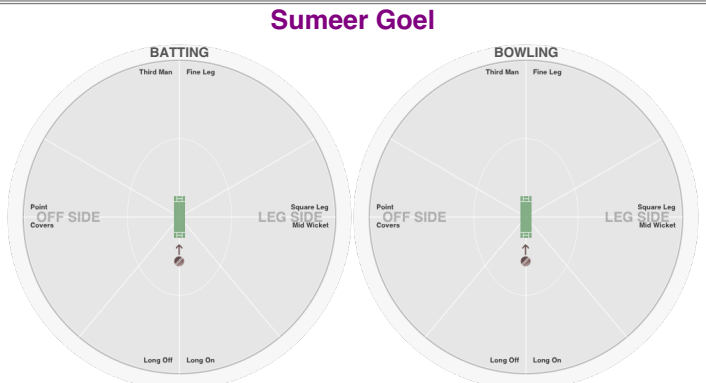 Sumeer Goel
BATTING
Third Man Fine Leg
Point
OFF SIDE
Covers
Square Leg
LEG SIDE
Mid Wicket
Long Off Long On
BOWLING
Third Man Fine Leg
Point
OFF SIDE
Covers
Square Leg
LEG SIDE
Mid Wicket
Long Off Long On